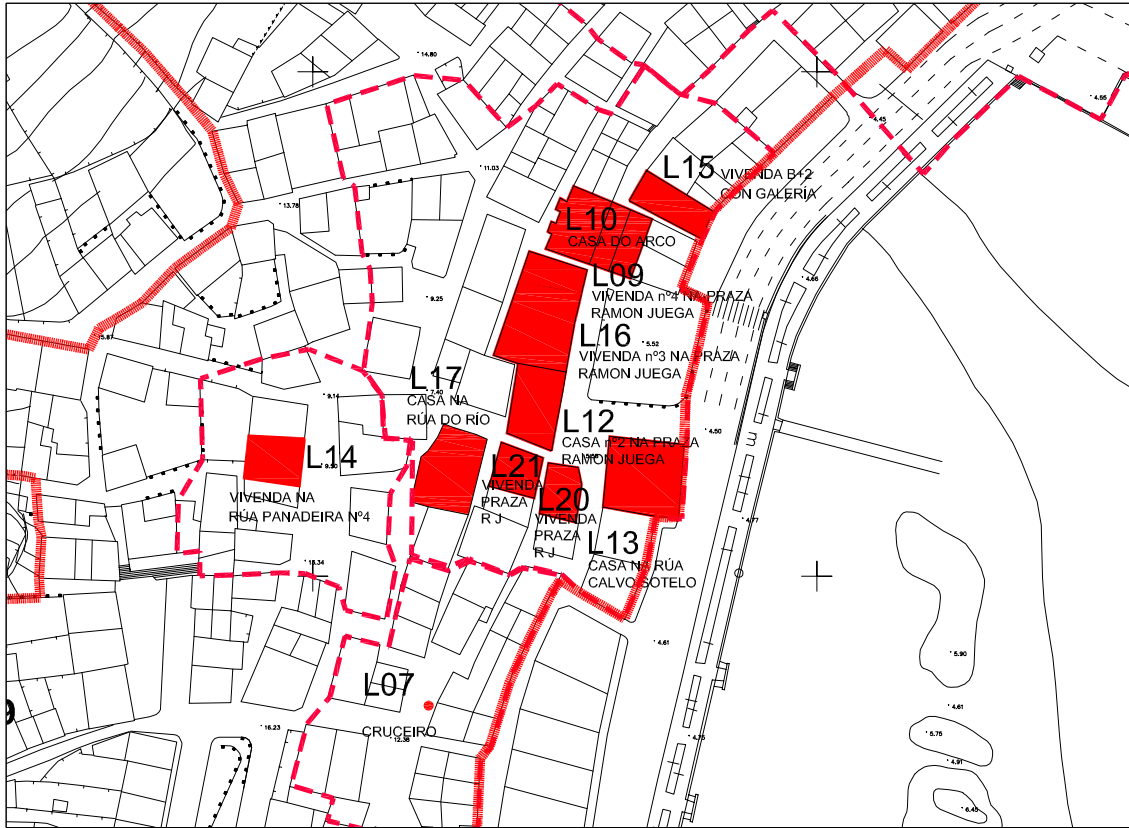 14.80
4.55
4.45
11.03
L15
VIVENDA B+2
CON GALERÍA
13.78
L10
CASA DO ARCO
L09
VIVENDA nº4 NA PRAZA
RAMON JUEGA
4.66
9.25
5.87
5.52
L16
VIVENDA nº3 NA PRAZA
RAMON JUEGA
L17
7.40
CASA NA
RÚA DO RÍO
9.14
4.50
L12
CASA nº2 NA PRAZA
RAMON JUEGA
L14
9.50
VIVENDA NA
RÚA PANADEIRA Nº4
L21
VIVENDA
PRAZA
R J
L20
VIVENDA
PRAZA
R J
4.77
L13
CASA NA RÚA
CALVO SOTELO
4.61
5.90
L07
CRUCEIRO
12.36
16.23
9
4.61
5.75
4.75
4.91
6.45